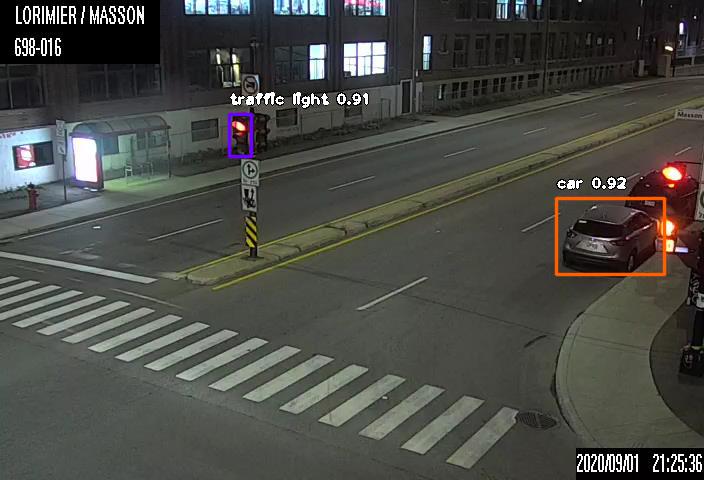 LORIMIER / MASSON
698-016
traffic light 0.91
Masson
car 0.92
2020/09/01 21:25:36